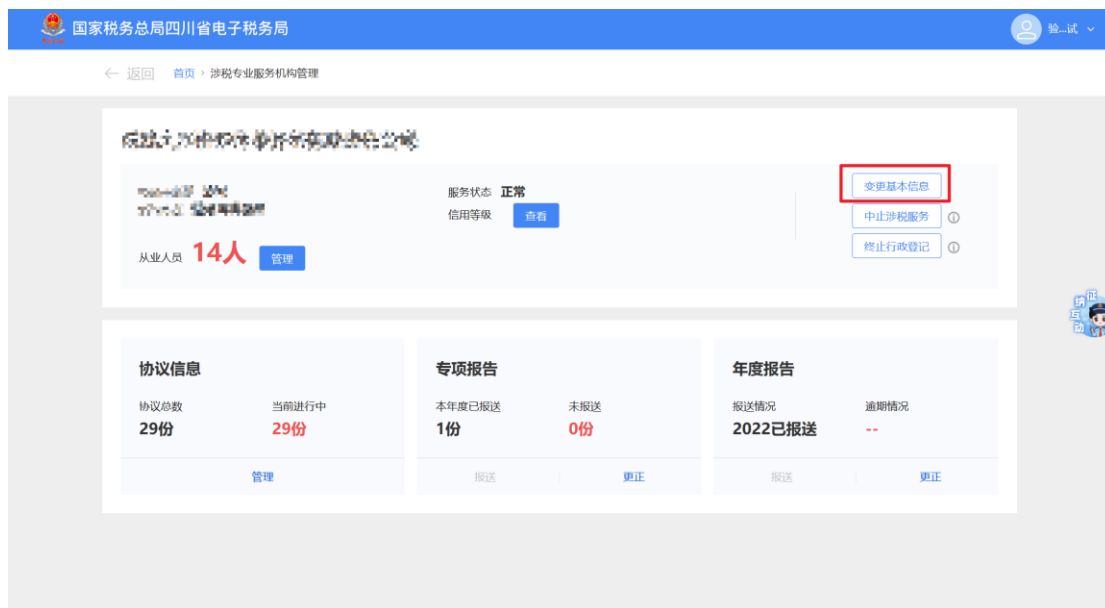 国家税务总局四川省电子税务局
验...试
返回 首页 > 涉税专业服务机构管理
服务状态 正常
信用等级 查看
从业人员 14人 管理
变更基本信息
中止涉税服务
终止行政登记
征纳互动
协议信息
协议总数 当前进行中
29份 29份
管理
专项报告
本年度已报送 未报送
1份 0份
报送 更正
年度报告
报送情况 逾期情况
2022已报送 --
报送 更正